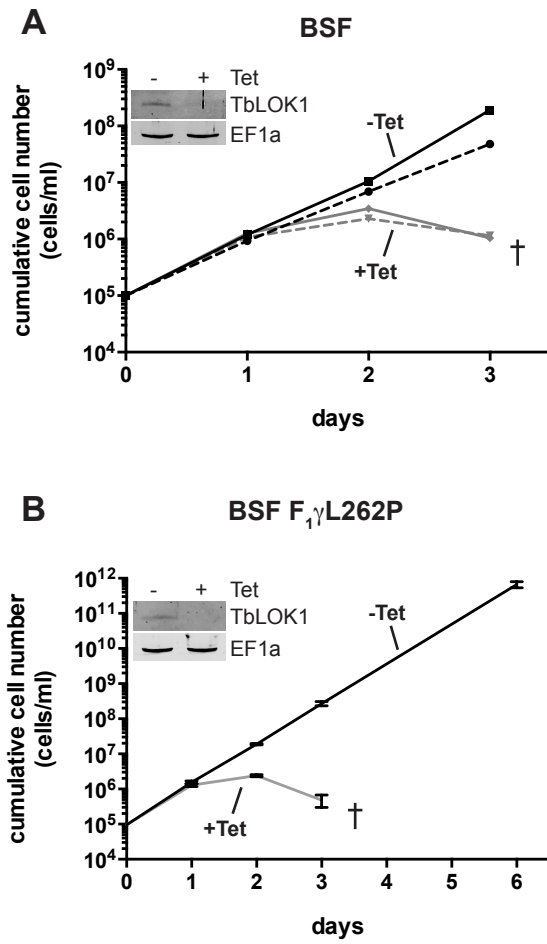 A
BSF
- + Tet
TbLOK1
EF1a
-Tet
+Tet
†
cumulative cell number
(cells/ml)
10⁹
10⁸
10⁷
10⁶
10⁵
10⁴
0 1 2 3
days
B
BSF F₁γL262P
- + Tet
TbLOK1
EF1a
-Tet
+Tet
†
cumulative cell number
(cells/ml)
10¹²
10¹¹
10¹⁰
10⁹
10⁸
10⁷
10⁶
10⁵
10⁴
0 1 2 3 4 5 6
days